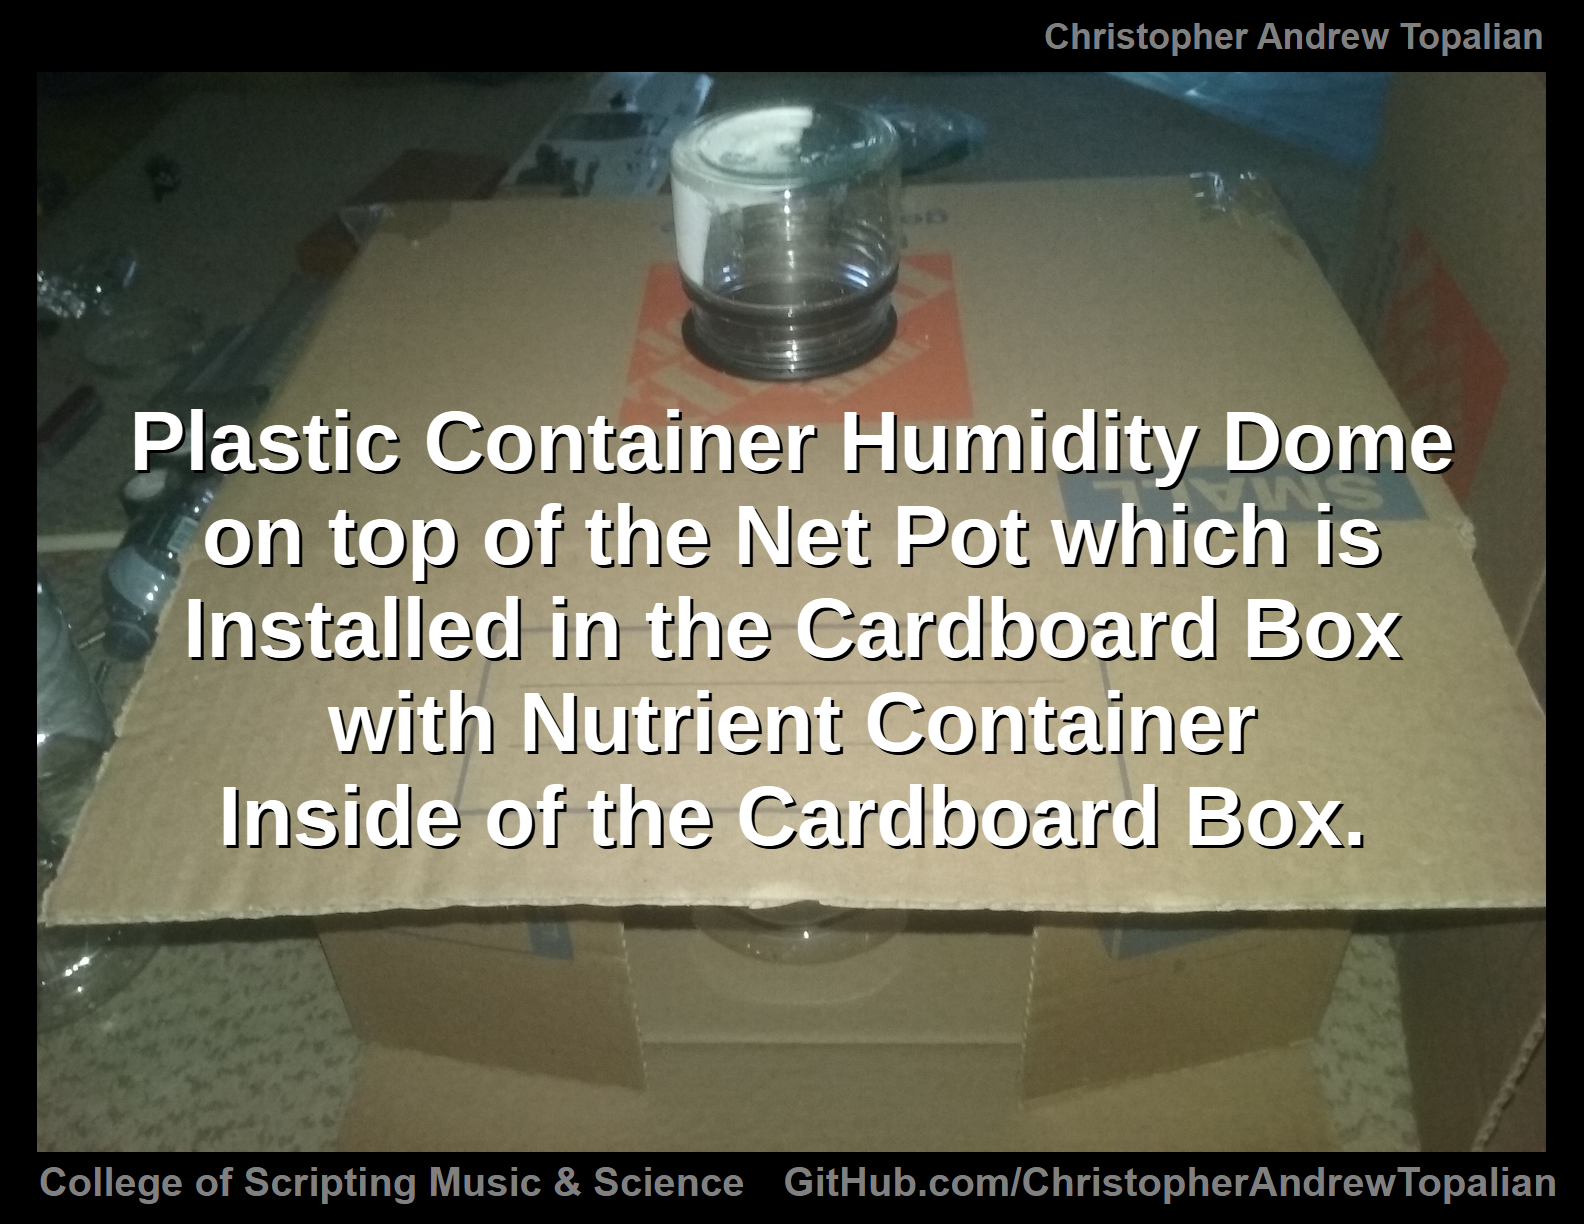 Christopher Andrew Topalian
Plastic Container Humidity Dome
on top of the Net Pot which is
SMALL
Installed in the Cardboard Box
with Nutrient Container
Inside of the Cardboard Box.
College of Scripting Music & Science
GitHub.com/ChristopherAndrewTopalian